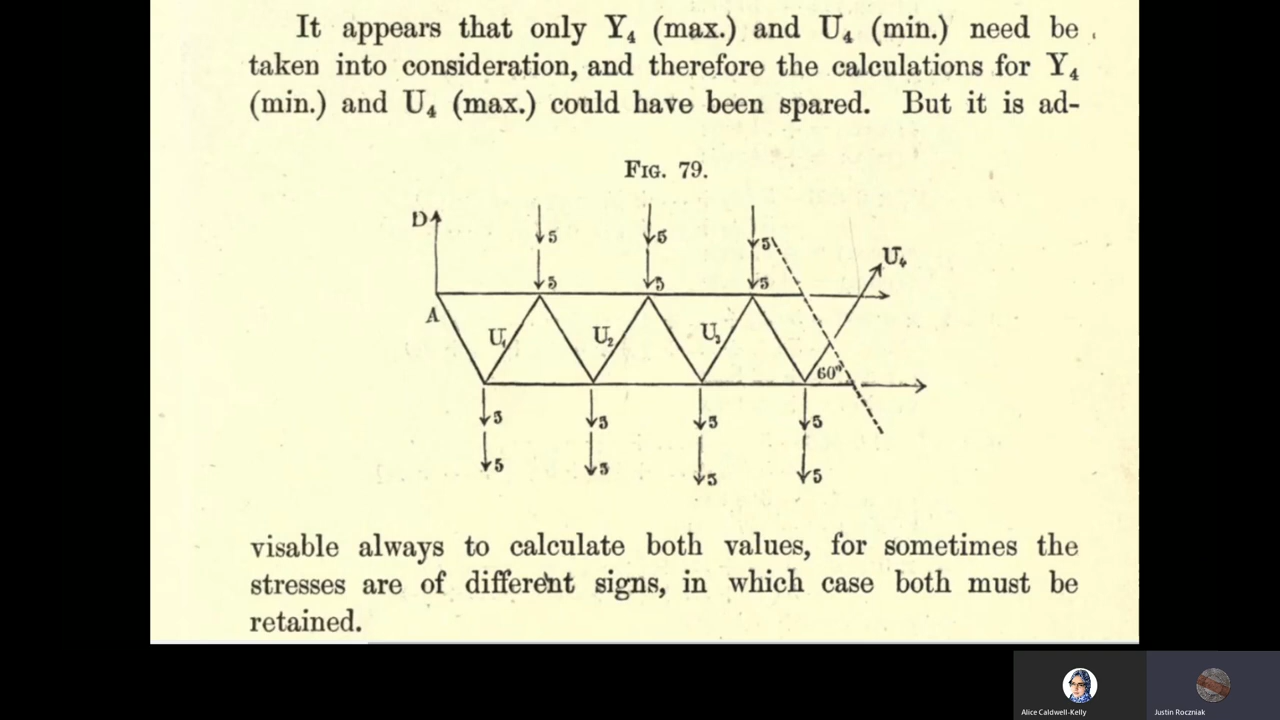 It appears that only Y₄ (max.) and U₄ (min.) need be
taken into consideration, and therefore the calculations for Y₄
(min.) and U₄ (max.) could have been spared. But it is ad-
FIG. 79.
D
5 5 5
5 5 5
U₄
A
U₁ U₂ U₃
60°
5 5 5 5
5 5 5 5
visable always to calculate both values, for sometimes the
stresses are of different signs, in which case both must be
retained.
Alice Caldwell-Kelly
Justin Roczniak